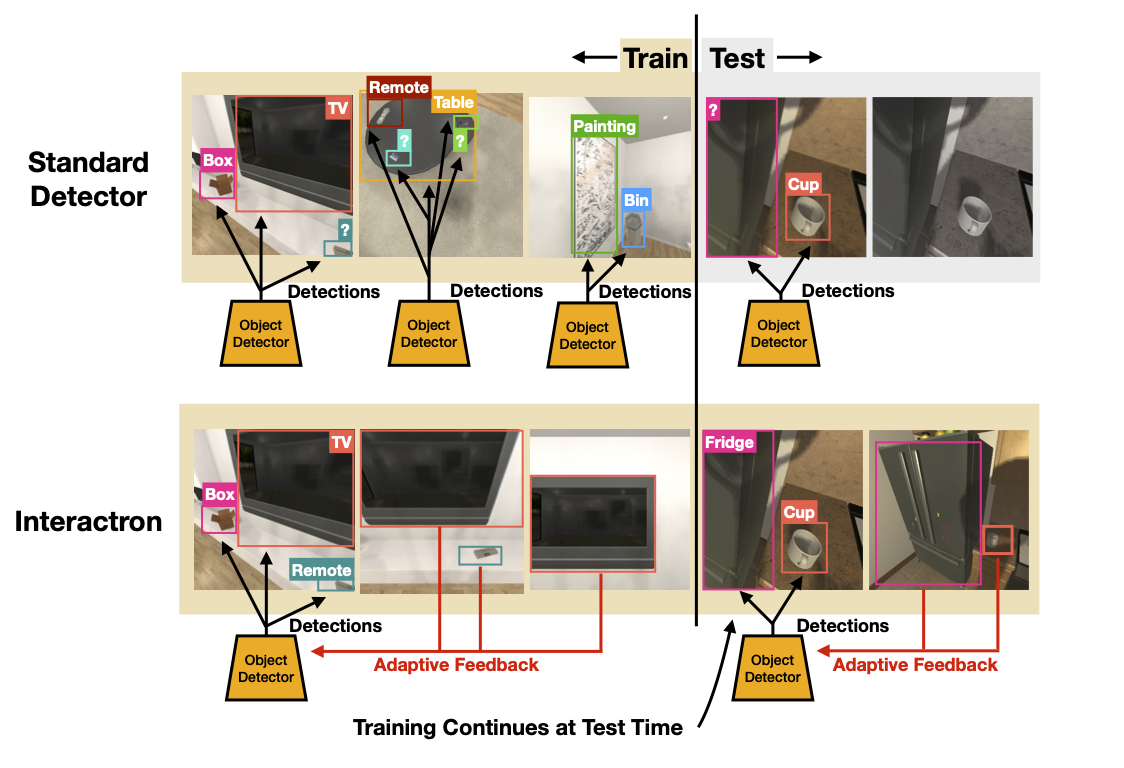 Train
Test
Standard
Detector
TV
Box
?
Remote
Table
?
?
Painting
Bin
?
Cup
Detections
Detections
Detections
Detections
Object
Detector
Object
Detector
Object
Detector
Object
Detector
Interactron
TV
Box
Remote
Fridge
Cup
Detections
Detections
Object
Detector
Adaptive Feedback
Object
Detector
Adaptive Feedback
Training Continues at Test Time